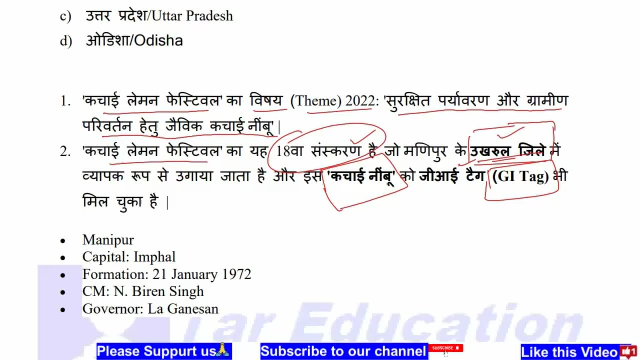 c) उत्तर प्रदेश/Uttar Pradesh
d) ओडिशा/Odisha
1. 'कचाई लेमन फेस्टिवल' का विषय (Theme) 2022: 'सुरक्षित पर्यावरण और ग्रामीण
परिवर्तन हेतु जैविक कचाई नींबू |
2. 'कचाई लेमन फेस्टिवल' का यह 18वा संस्करण है जो मणिपुर के उखरुल जिले में
व्यापक रूप से उगाया जाता है और इस 'कचाई नींबू' को जीआई टैग (GI Tag) भी
मिल चुका है |
• Manipur
• Capital: Imphal
• Formation: 21 January 1972
• CM: N. Biren Singh
• Governor: La Ganesan
Tar Education
Please Suppurt us Subscribe to our channel Like this Video